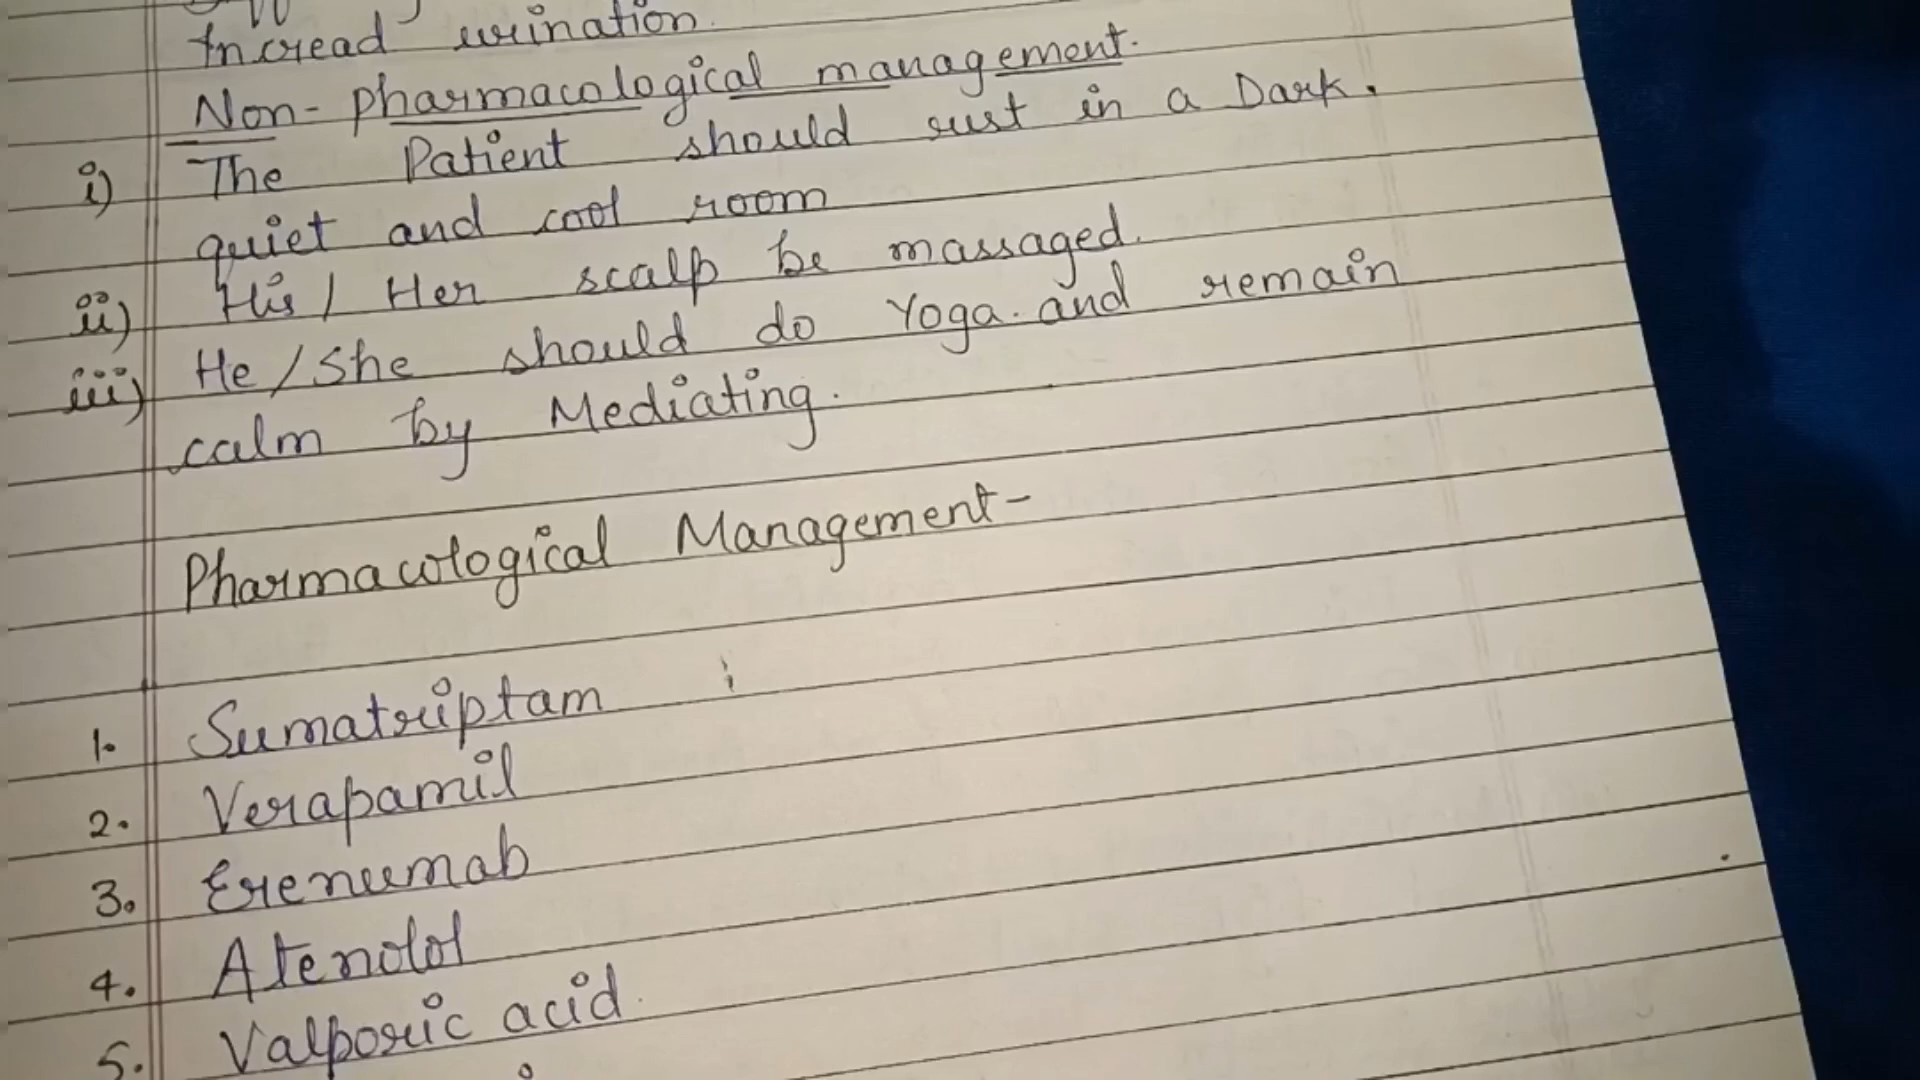 Incread urination.
Non-pharmacological management.
i) The Patient should rest in a Dark.
quiet and cool room
ii) His / Her scalp be massaged.
iii) He/She should do Yoga. and remain
calm by Mediating.
Pharmacological Management-
1. Sumatriptam
2. Verapamil
3. Erenumab
4. Atenolol
5. Valporic acid.